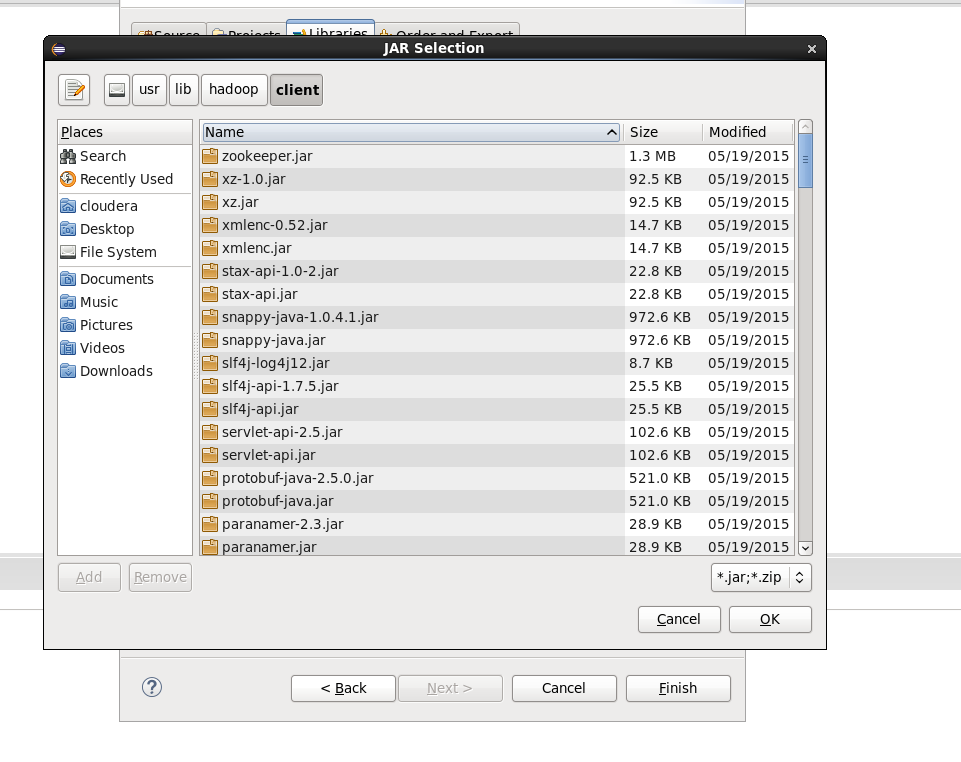 Source Projects Libraries Order and Export
JAR Selection
usr lib hadoop client
Places
Search
Recently Used
cloudera
Desktop
File System
Documents
Music
Pictures
Videos
Downloads
Name Size Modified
zookeeper.jar 1.3 MB 05/19/2015
xz-1.0.jar 92.5 KB 05/19/2015
xz.jar 92.5 KB 05/19/2015
xmlenc-0.52.jar 14.7 KB 05/19/2015
xmlenc.jar 14.7 KB 05/19/2015
stax-api-1.0-2.jar 22.8 KB 05/19/2015
stax-api.jar 22.8 KB 05/19/2015
snappy-java-1.0.4.1.jar 972.6 KB 05/19/2015
snappy-java.jar 972.6 KB 05/19/2015
slf4j-log4j12.jar 8.7 KB 05/19/2015
slf4j-api-1.7.5.jar 25.5 KB 05/19/2015
slf4j-api.jar 25.5 KB 05/19/2015
servlet-api-2.5.jar 102.6 KB 05/19/2015
servlet-api.jar 102.6 KB 05/19/2015
protobuf-java-2.5.0.jar 521.0 KB 05/19/2015
protobuf-java.jar 521.0 KB 05/19/2015
paranamer-2.3.jar 28.9 KB 05/19/2015
paranamer.jar 28.9 KB 05/19/2015
Add Remove *.jar;*.zip
Cancel OK
? < Back Next > Cancel Finish